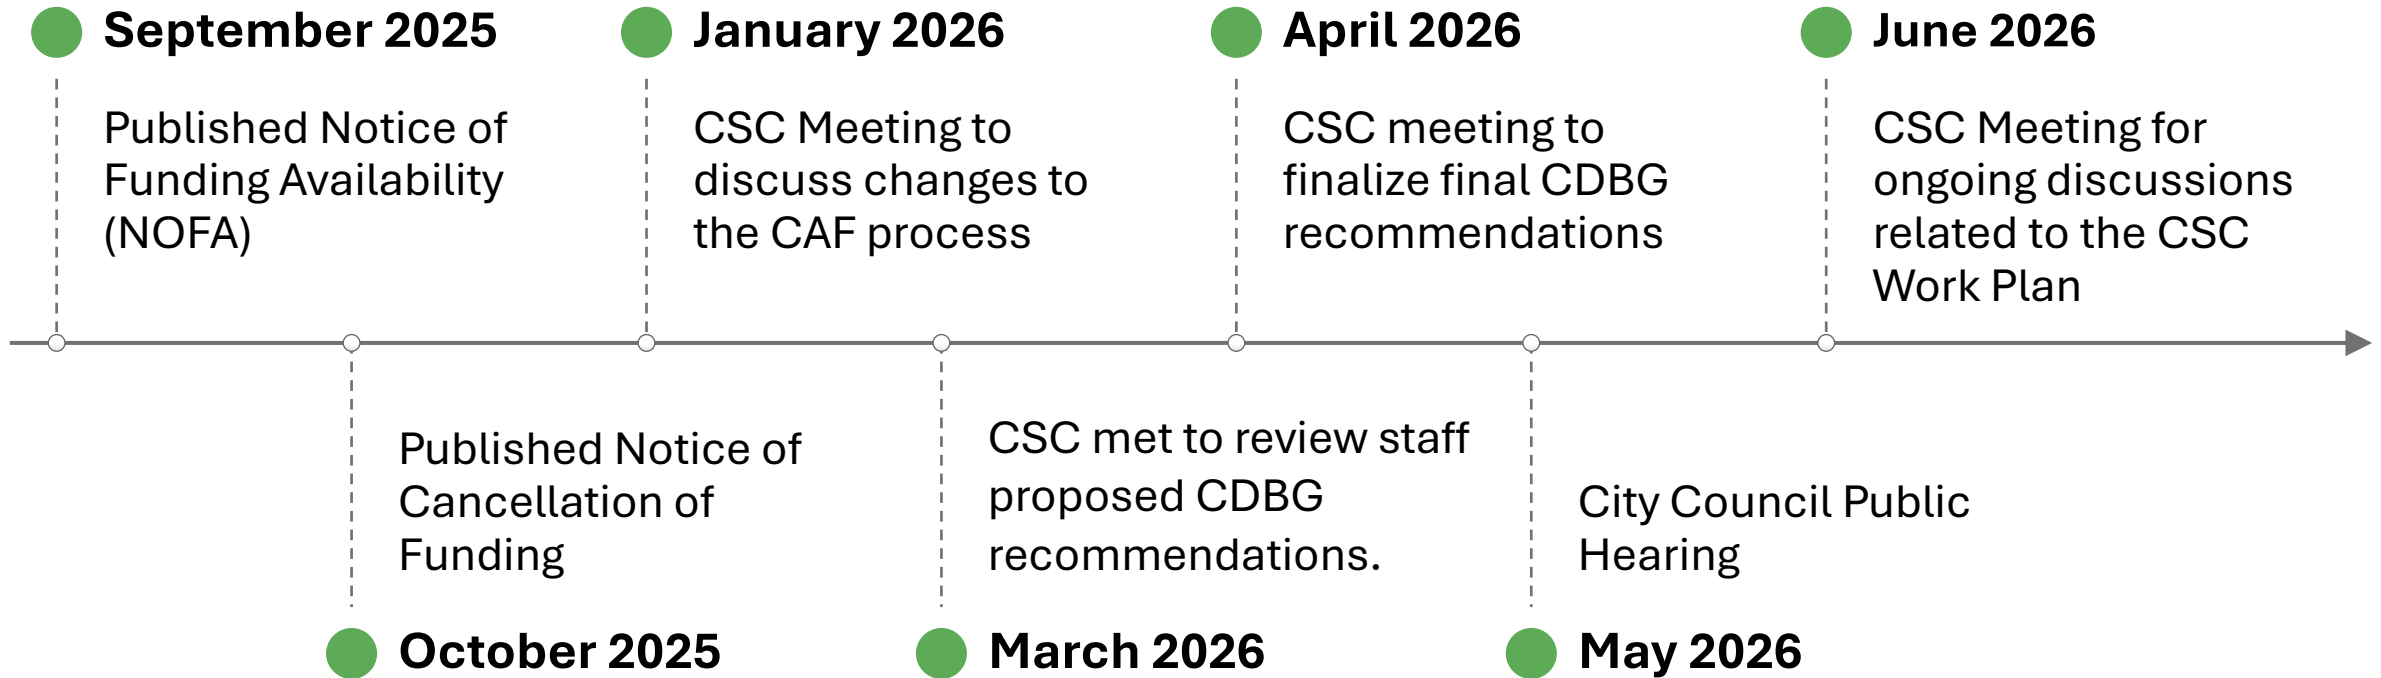 September 2025
Published Notice of
Funding Availability
(NOFA)
October 2025
Published Notice of
Cancellation of
Funding
January 2026
CSC Meeting to
discuss changes to
the CAF process
March 2026
CSC met to review staff
proposed CDBG
recommendations.
April 2026
CSC meeting to
finalize final CDBG
recommendations
May 2026
City Council Public
Hearing
June 2026
CSC Meeting for
ongoing discussions
related to the CSC
Work Plan